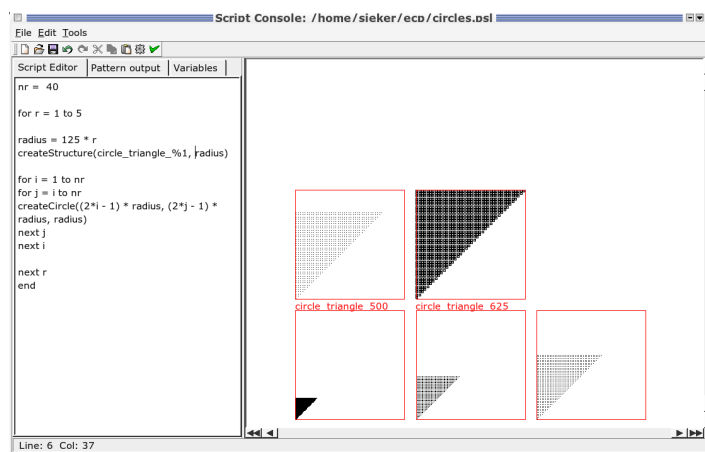 Script Console: /home/sieker/ecp/circles.psl
File Edit Tools
Script Editor Pattern output Variables
nr =  40
for r = 1 to 5
radius = 125 * r
createStructure(circle_triangle_%1, radius)
for i = 1 to nr
for j = i to nr
createCircle((2*i - 1) * radius, (2*j - 1) *
radius, radius)
next j
next i
next r
end
circle_triangle_500 circle_triangle_625
Line: 6 Col: 37